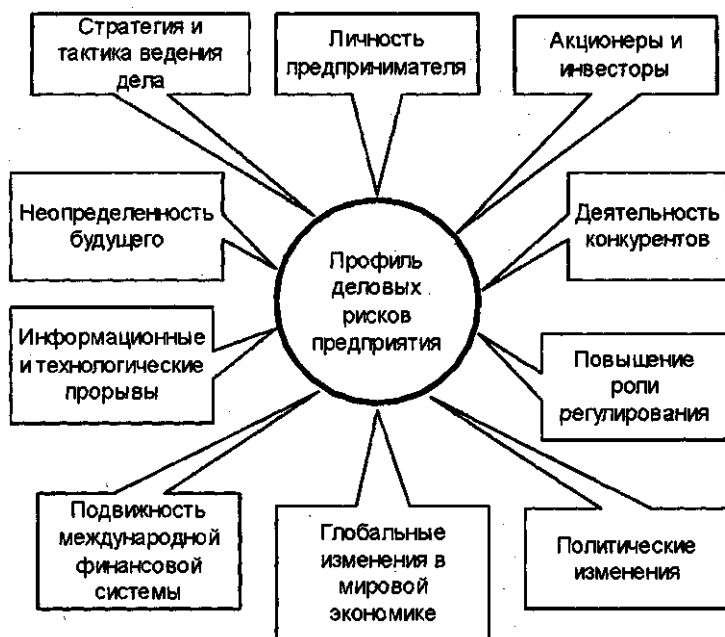 Стратегия и
тактика ведения
дела
Личность
предпринимателя
Акционеры и
инвесторы
Неопределенность
будущего
Профиль
деловых
рисков
предприятия
Деятельность
конкурентов
Информационные
и технологические
прорывы
Повышение
роли
регулирования
Подвижность
международной
финансовой
системы
Глобальные
изменения в
мировой
экономике
Политические
изменения